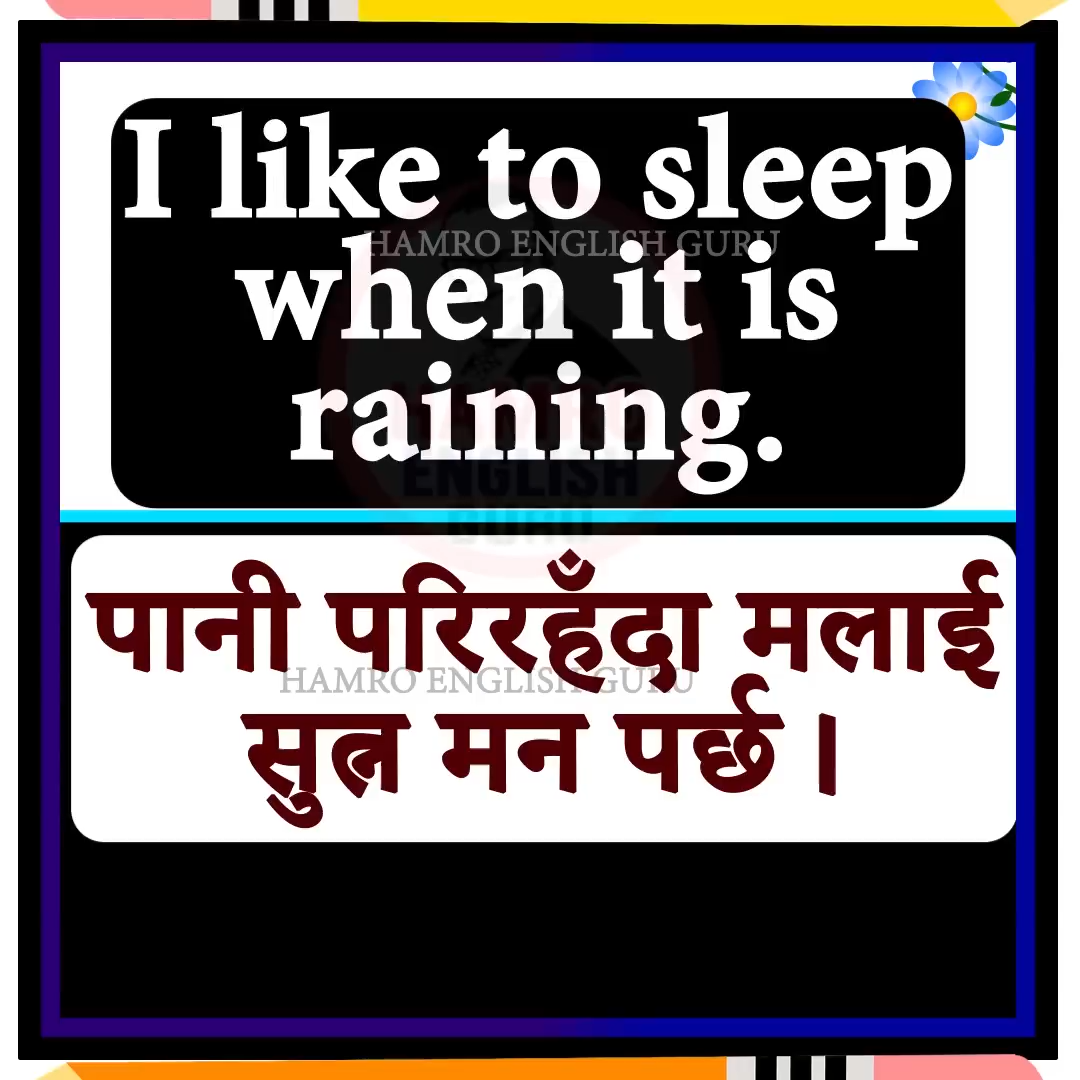 I like to sleep
HAMRO ENGLISH GURU
when it is
raining.
HAMRO
ENGLISH
GURU
पानी परिरहँदा मलाई
HAMRO ENGLISH GURU
सुत्न मन पर्छ ।